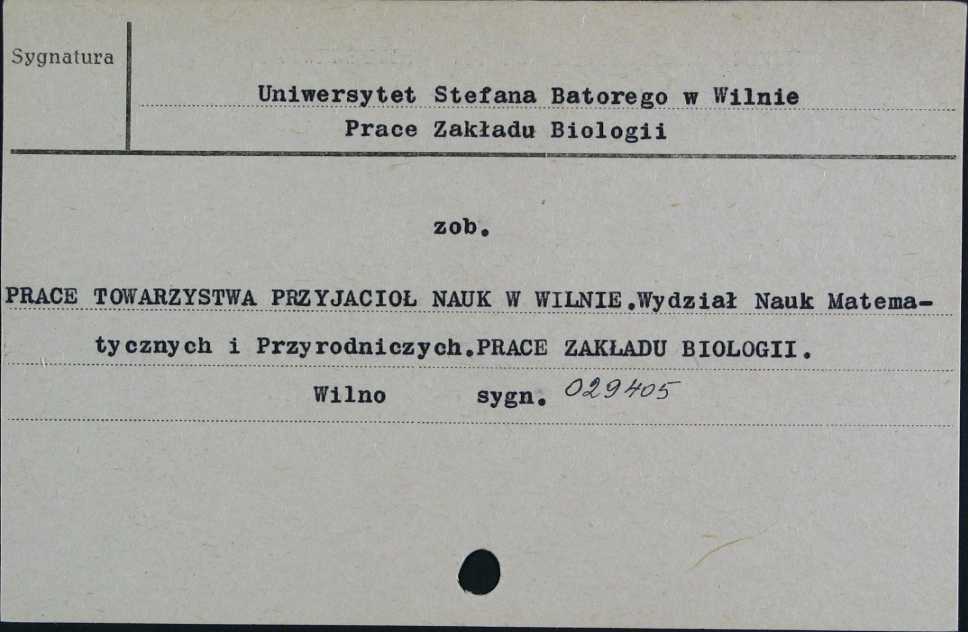 Sygnatura
Uniwersytet Stefana Batorego w Wilnie
Prace Zakładu Biologii
zob.
PRACE TOWARZYSTWA PRZYJACIOŁ NAUK W WILNIE.Wydział Nauk Matema-
tycznych i Przyrodniczych.PRACE ZAKŁADU BIOLOGII.
Wilno sygn. 029405